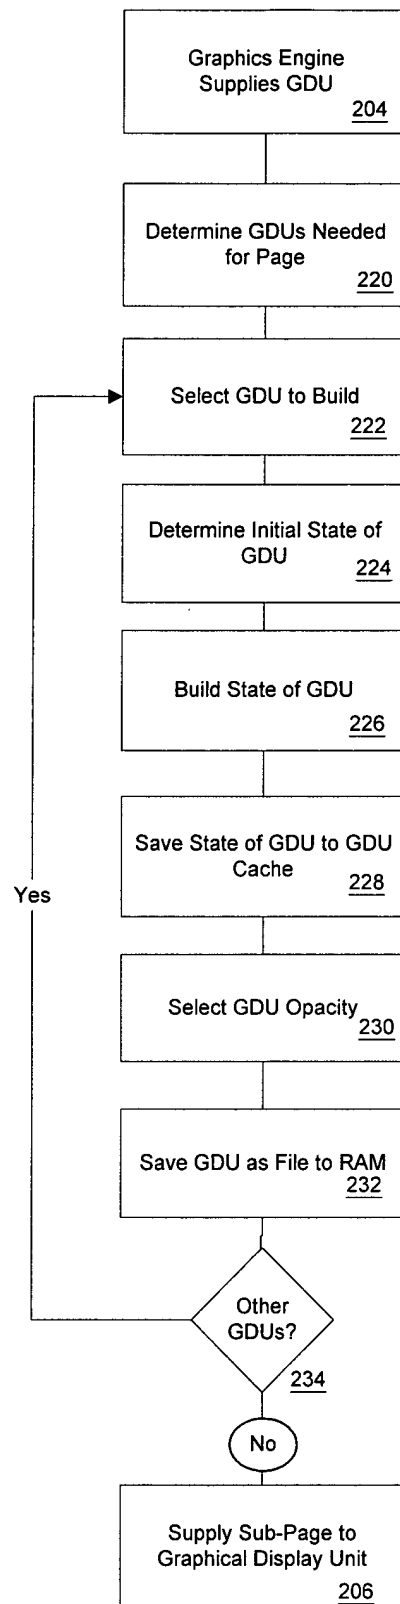 Graphics Engine
Supplies GDU
204
Determine GDUs Needed
for Page
220
Select GDU to Build
222
Determine Initial State of
GDU
224
Build State of GDU
226
Save State of GDU to GDU
Cache
228
Yes
Select GDU Opacity
230
Save GDU as File to RAM
232
Other
GDUs?
234
No
Supply Sub-Page to
Graphical Display Unit
206